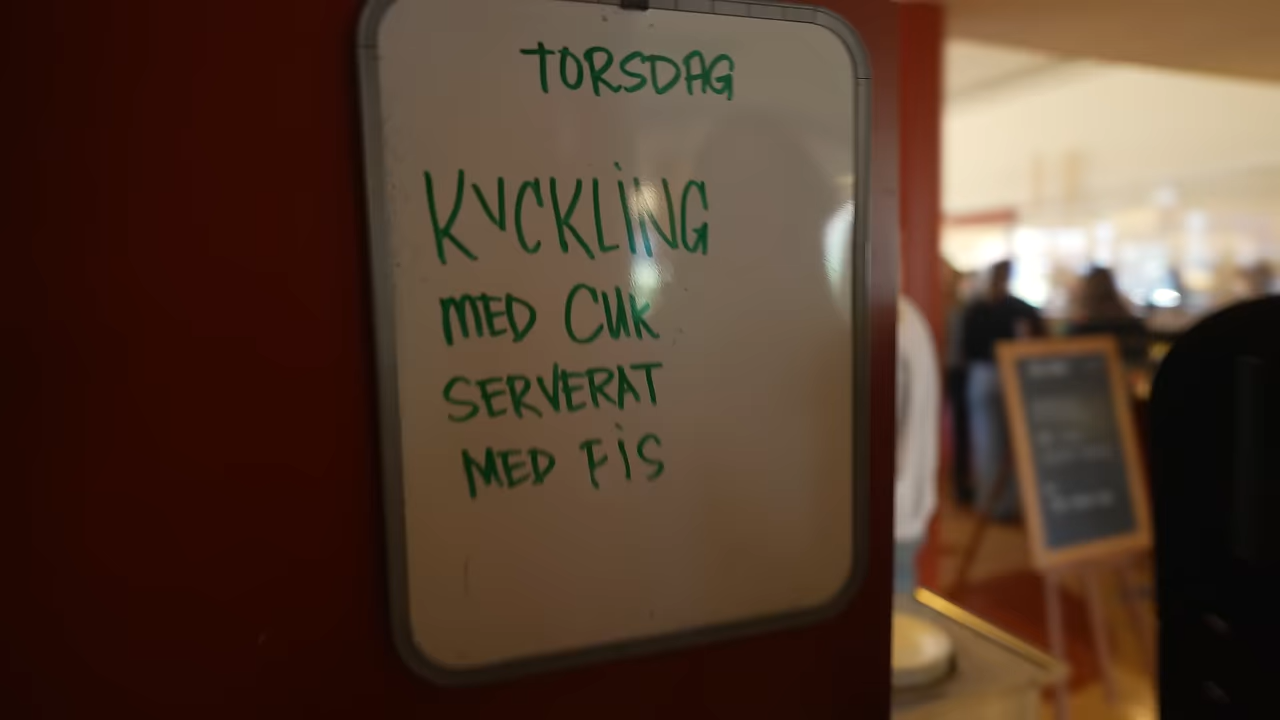 TORSDAG
KYCKLING
MED CUK
SERVERAT
MED FIS